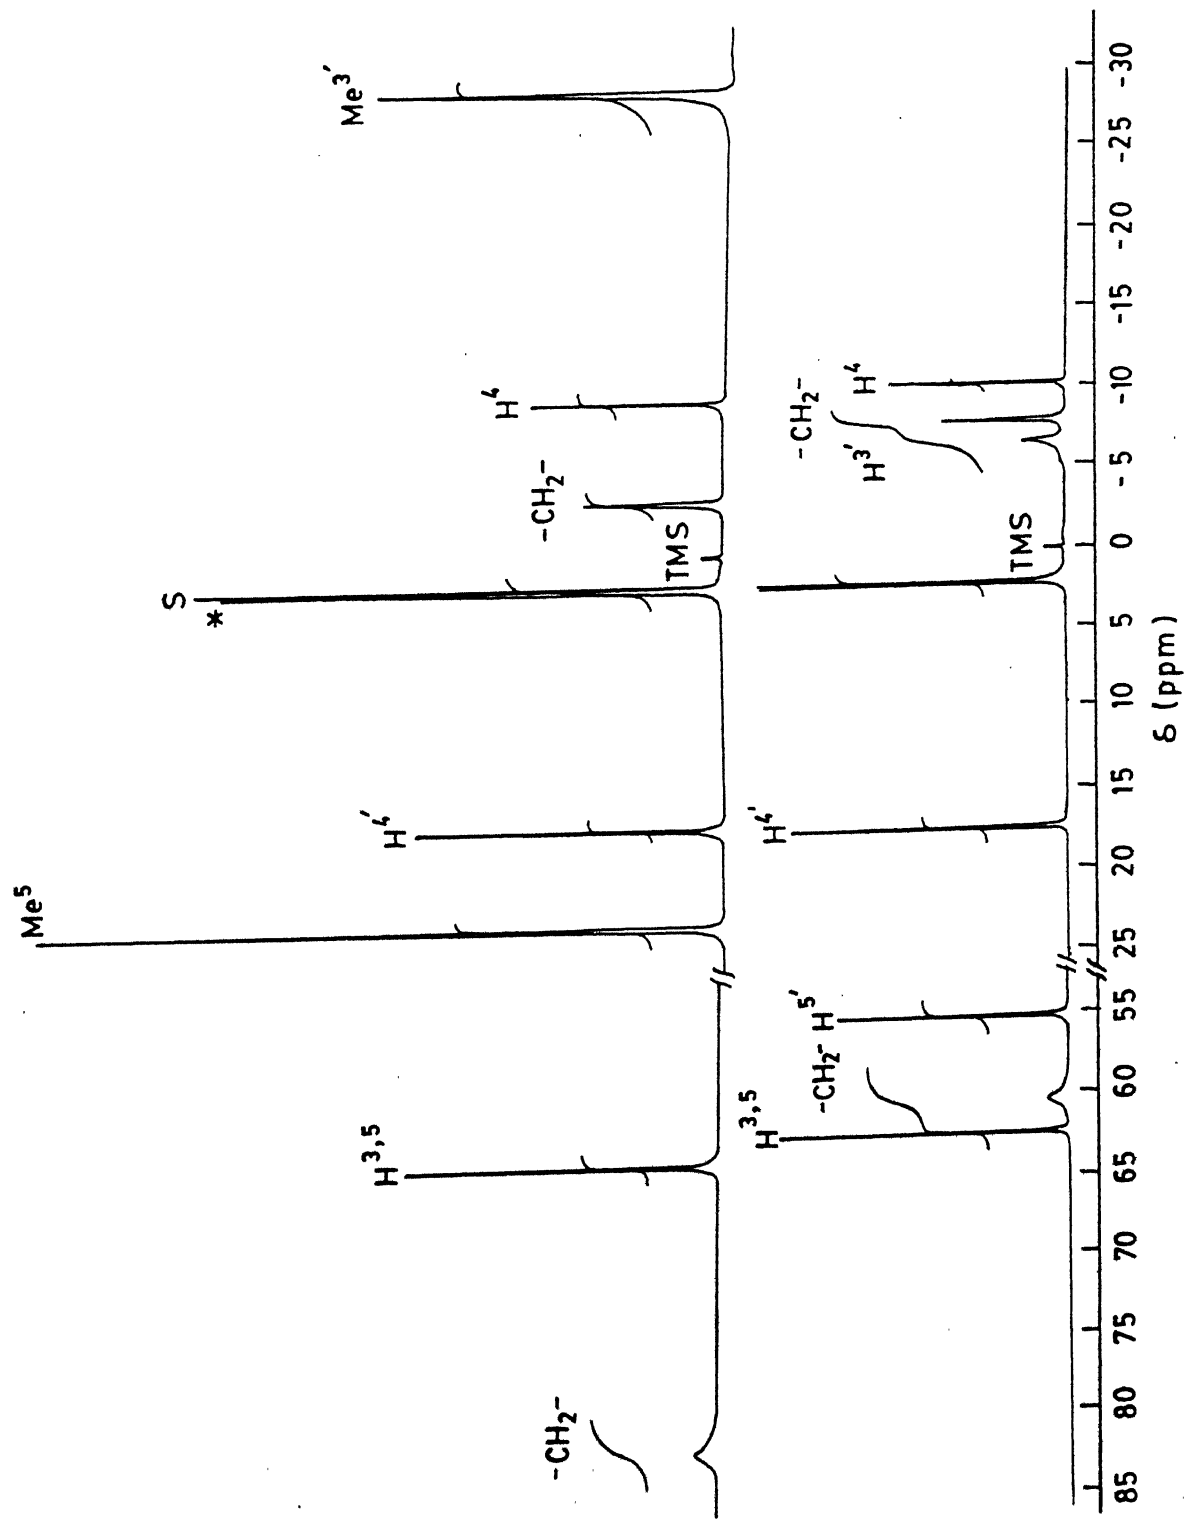 Me³′
H⁴
-CH₂-
TMS
S
*
H⁴′
Me⁵
H³,⁵
-CH₂-
H⁴
-CH₂-
H³′
TMS
H⁴′
H⁵′
-CH₂-
H³,⁵
85 80 75 70 65 60 55 25 20 15 10 5 0 -5 -10 -15 -20 -25 -30
δ (ppm)